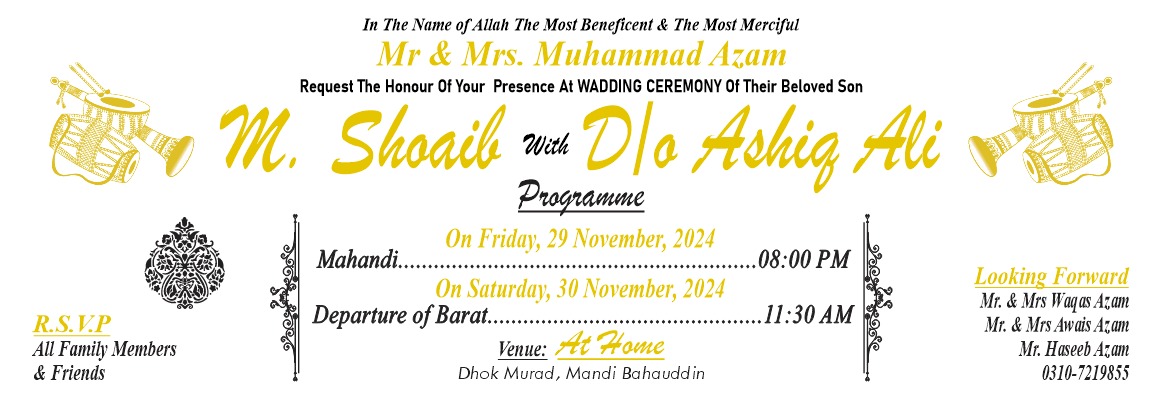 In The Name of Allah The Most Beneficent & The Most Merciful
Mr & Mrs. Muhammad Azam
Request The Honour Of Your Presence At WADDING CEREMONY Of Their Beloved Son
M. Shoaib With D/o Ashiq Ali
Programme
On Friday, 29 November, 2024
Mahandi........................................................08:00 PM
On Saturday, 30 November, 2024
Departure of Barat...........................................11:30 AM
Venue: At Home
Dhok Murad, Mandi Bahauddin
R.S.V.P
All Family Members
& Friends
Looking Forward
Mr. & Mrs Waqas Azam
Mr. & Mrs Awais Azam
Mr. Haseeb Azam
0310-7219855